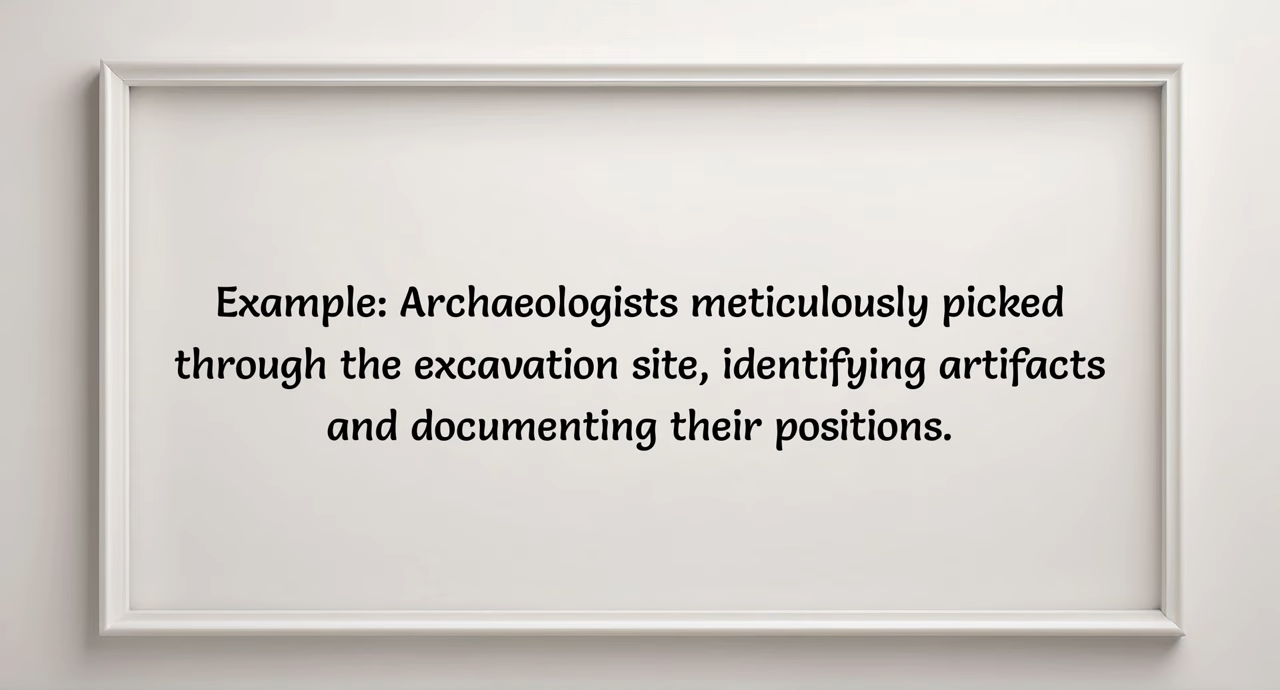 Example: Archaeologists meticulously picked
through the excavation site, identifying artifacts
and documenting their positions.